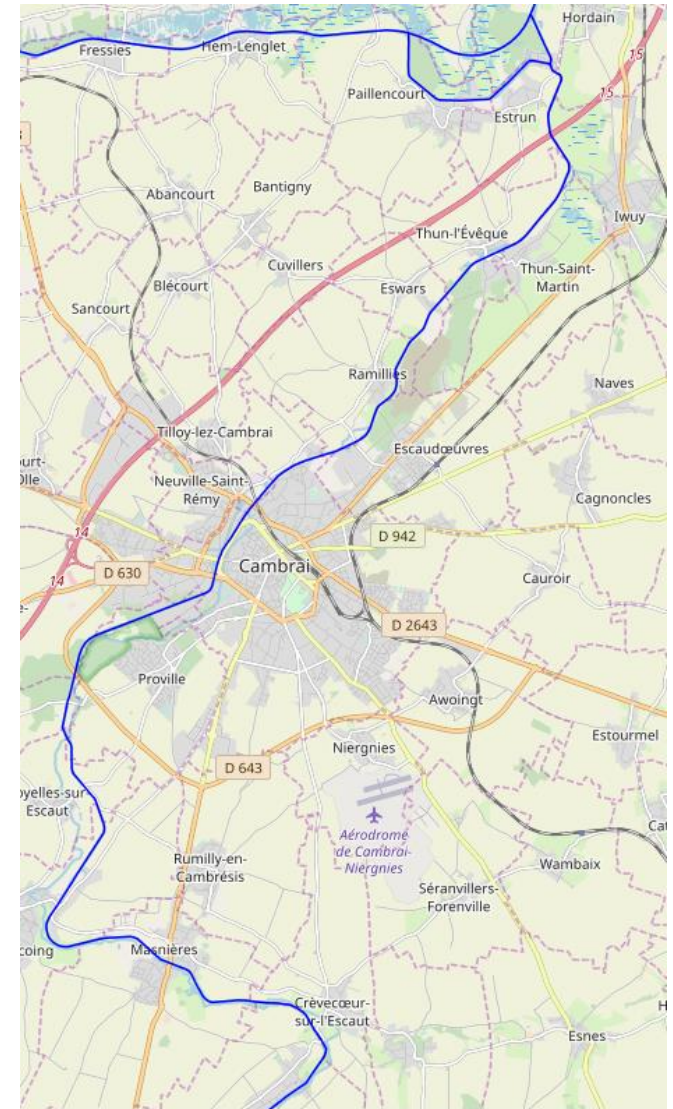 Hordain
Fressies
Hem-Lenglet
15
Paillencourt
15
Estrun
Abancourt
Bantigny
Iwuy
Thun-l'Évêque
Cuvillers
Thun-Saint-
Martin
Blécourt
Eswars
Sancourt
Ramillies
Naves
Tilloy-lez-Cambrai
Escaudœuvres
Neuville-Saint-
Rémy
Cagnoncles
14
D 942
Cambrai
14
D 630
Cauroir
D 2643
Proville
Awoingt
Estourmel
Niergnies
D 643
oyelles-sur-
Escaut
Aérodrome
de Cambrai-
Niergnies
Rumilly-en-
Cambrésis
Wambaix
Séranvillers-
Forenville
coing
Masnières
Crèvecœur-
sur-l'Escaut
Esnes